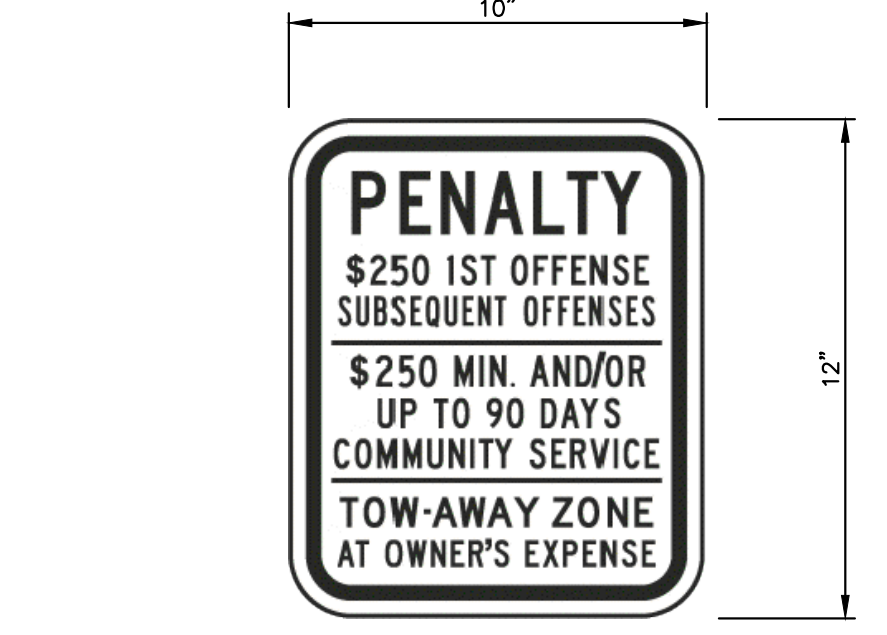 10"
PENALTY
$250 1ST OFFENSE
SUBSEQUENT OFFENSES
$250 MIN. AND/OR
UP TO 90 DAYS
COMMUNITY SERVICE
TOW-AWAY ZONE
AT OWNER'S EXPENSE
12"